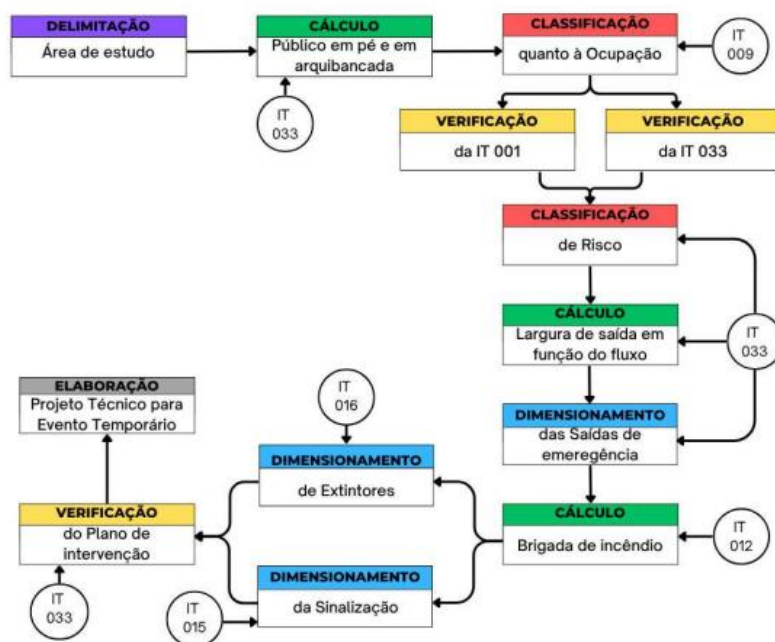 DELIMITAÇÃO
Área de estudo
CÁLCULO
Público em pé e em
arquibancada
IT
033
CLASSIFICAÇÃO
quanto à Ocupação
IT
009
VERIFICAÇÃO
da IT 001
VERIFICAÇÃO
da IT 033
CLASSIFICAÇÃO
de Risco
CÁLCULO
Largura de saída em
função do fluxo
IT
033
DIMENSIONAMENTO
das Saídas de
emeregência
CÁLCULO
Brigada de incêndio
IT
012
IT
016
DIMENSIONAMENTO
de Extintores
DIMENSIONAMENTO
da Sinalização
IT
015
VERIFICAÇÃO
do Plano de
intervenção
IT
033
ELABORAÇÃO
Projeto Técnico para
Evento Temporário